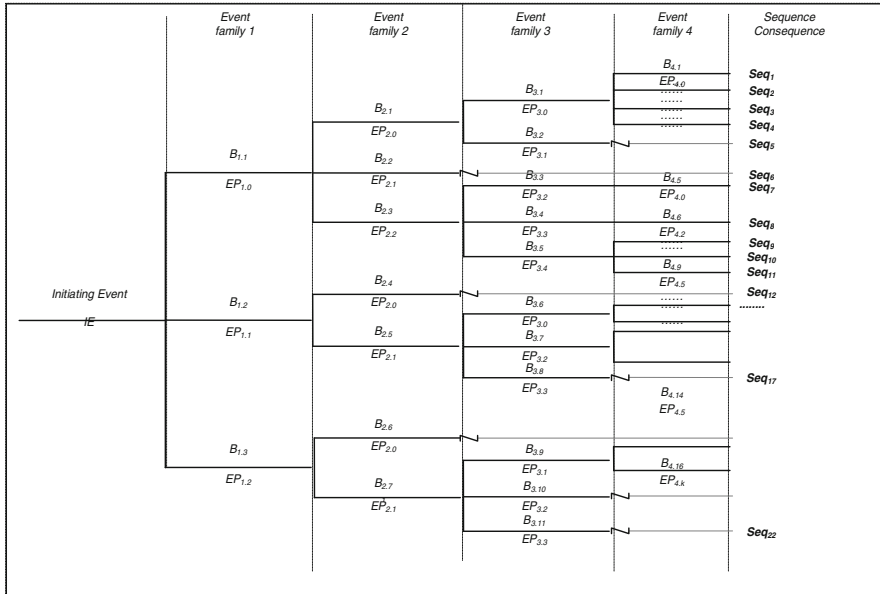 Event family 1
Event family 2
Event family 3
Event family 4
Sequence Consequence
Initiating Event
IE
B1.1
EP1.0
B1.2
EP1.1
B1.3
EP1.2
B2.1
EP2.0
B2.2
EP2.1
B2.3
EP2.2
B2.4
EP2.0
B2.5
EP2.1
B2.6
EP2.0
B2.7
EP2.1
B3.1
EP3.0
B3.2
EP3.1
B3.3
EP3.2
B3.4
EP3.3
B3.5
EP3.4
B3.6
EP3.0
B3.7
EP3.2
B3.8
EP3.3
B3.9
EP3.1
B3.10
EP3.2
B3.11
EP3.3
B4.1
EP4.0
......
......
......
......
B4.5
EP4.0
B4.6
EP4.2
......
......
B4.9
EP4.5
......
......
......
B4.14
EP4.5
B4.16
EP4.k
Seq1
Seq2
Seq3
Seq4
Seq5
Seq6
Seq7
Seq8
Seq9
Seq10
Seq11
Seq12
........
Seq17
Seq22